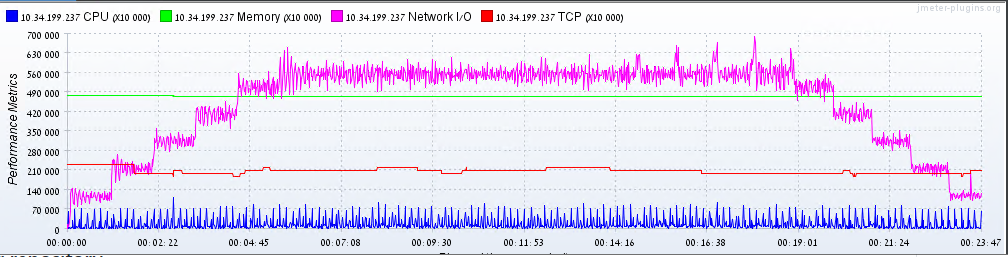 jmeter-plugins.org
10.34.199.237 CPU (X10 000) 10.34.199.237 Memory (X10 000) 10.34.199.237 Network I/O 10.34.199.237 TCP (X10 000)
Performance Metrics
700 000
630 000
560 000
490 000
420 000
350 000
280 000
210 000
140 000
70 000
0
00:00:00 00:02:22 00:04:45 00:07:08 00:09:30 00:11:53 00:14:16 00:16:38 00:19:01 00:21:24 00:23:47